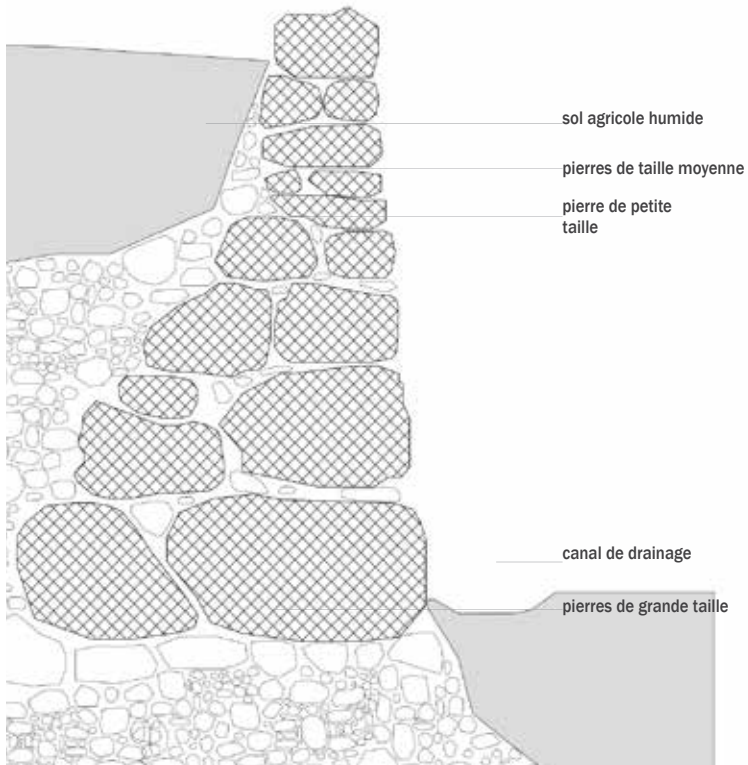 sol agricole humide
pierres de taille moyenne
pierre de petite
taille
canal de drainage
pierres de grande taille